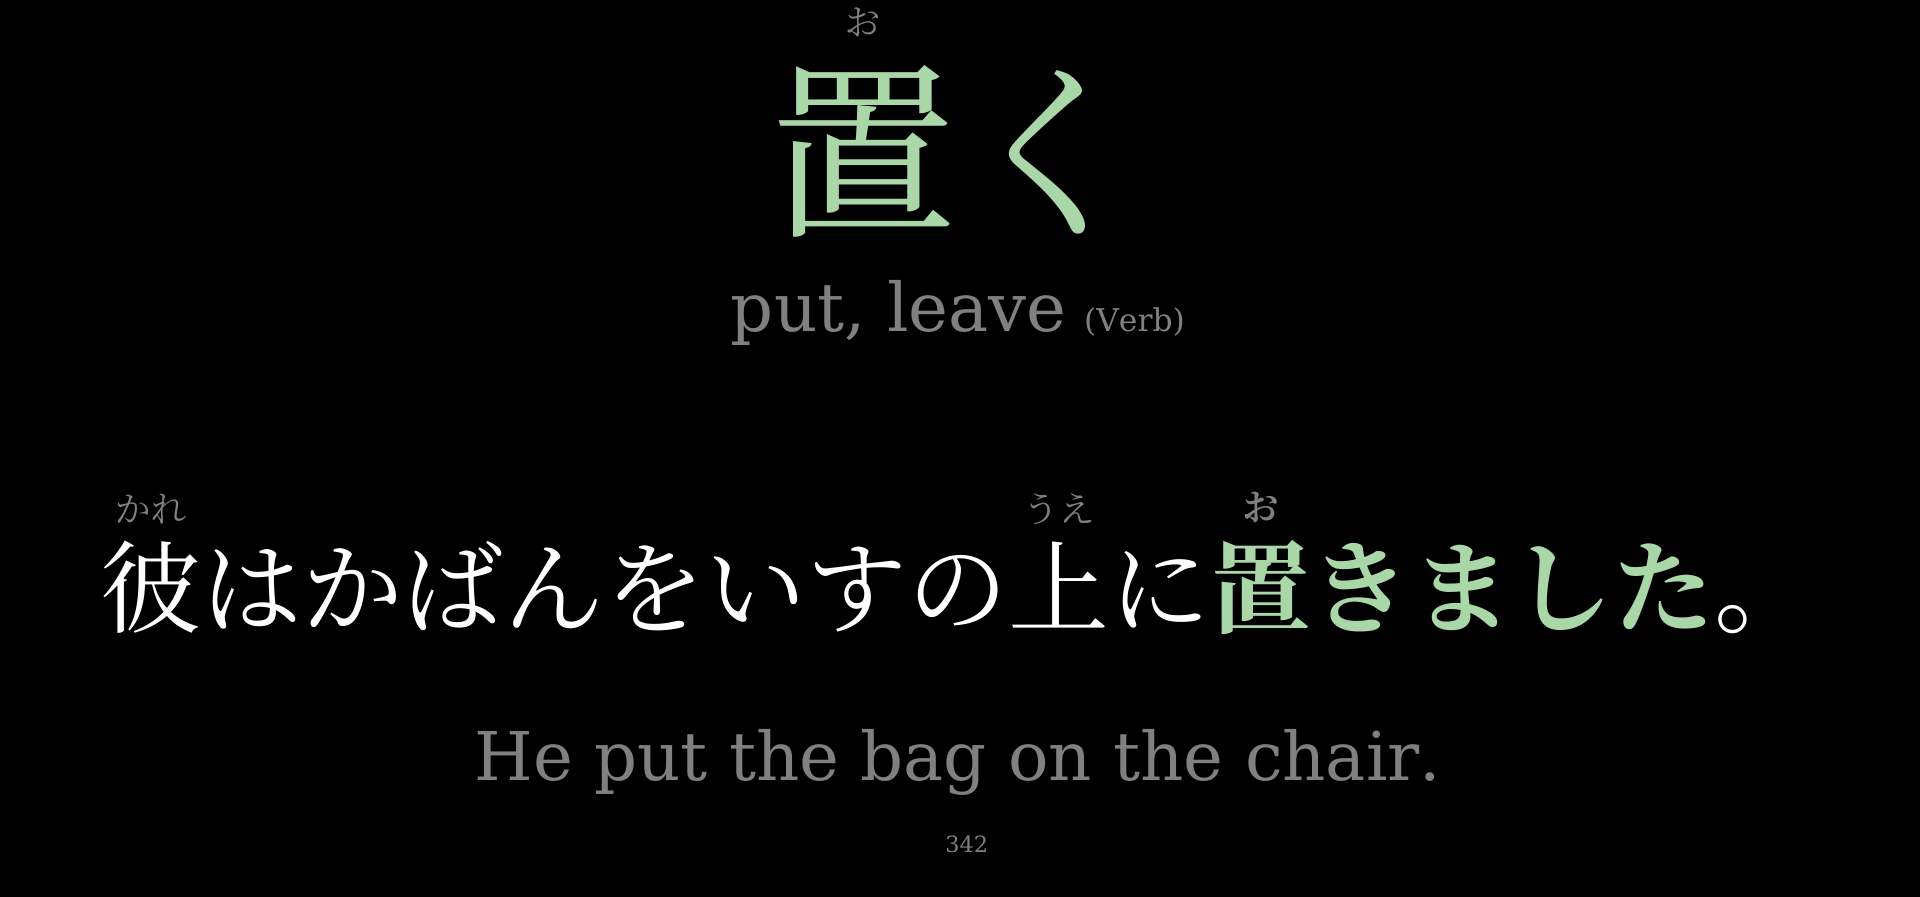 お
置く
put, leave (Verb)
かれ うえ お
彼はかばんをいすの上に置きました。
He put the bag on the chair.
342